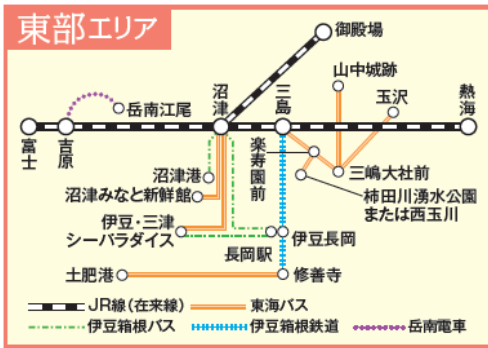 東部エリア
御殿場
山中城跡
玉沢
岳南江尾
沼津
三島
熱海
富士
吉原
楽寿園前
三嶋大社前
沼津港
沼津みなと新鮮館
柿田川湧水公園
または西玉川
伊豆・三津
シーパラダイス
長岡駅
伊豆長岡
土肥港
修善寺
JR線(在来線)
東海バス
伊豆箱根バス
伊豆箱根鉄道
岳南電車